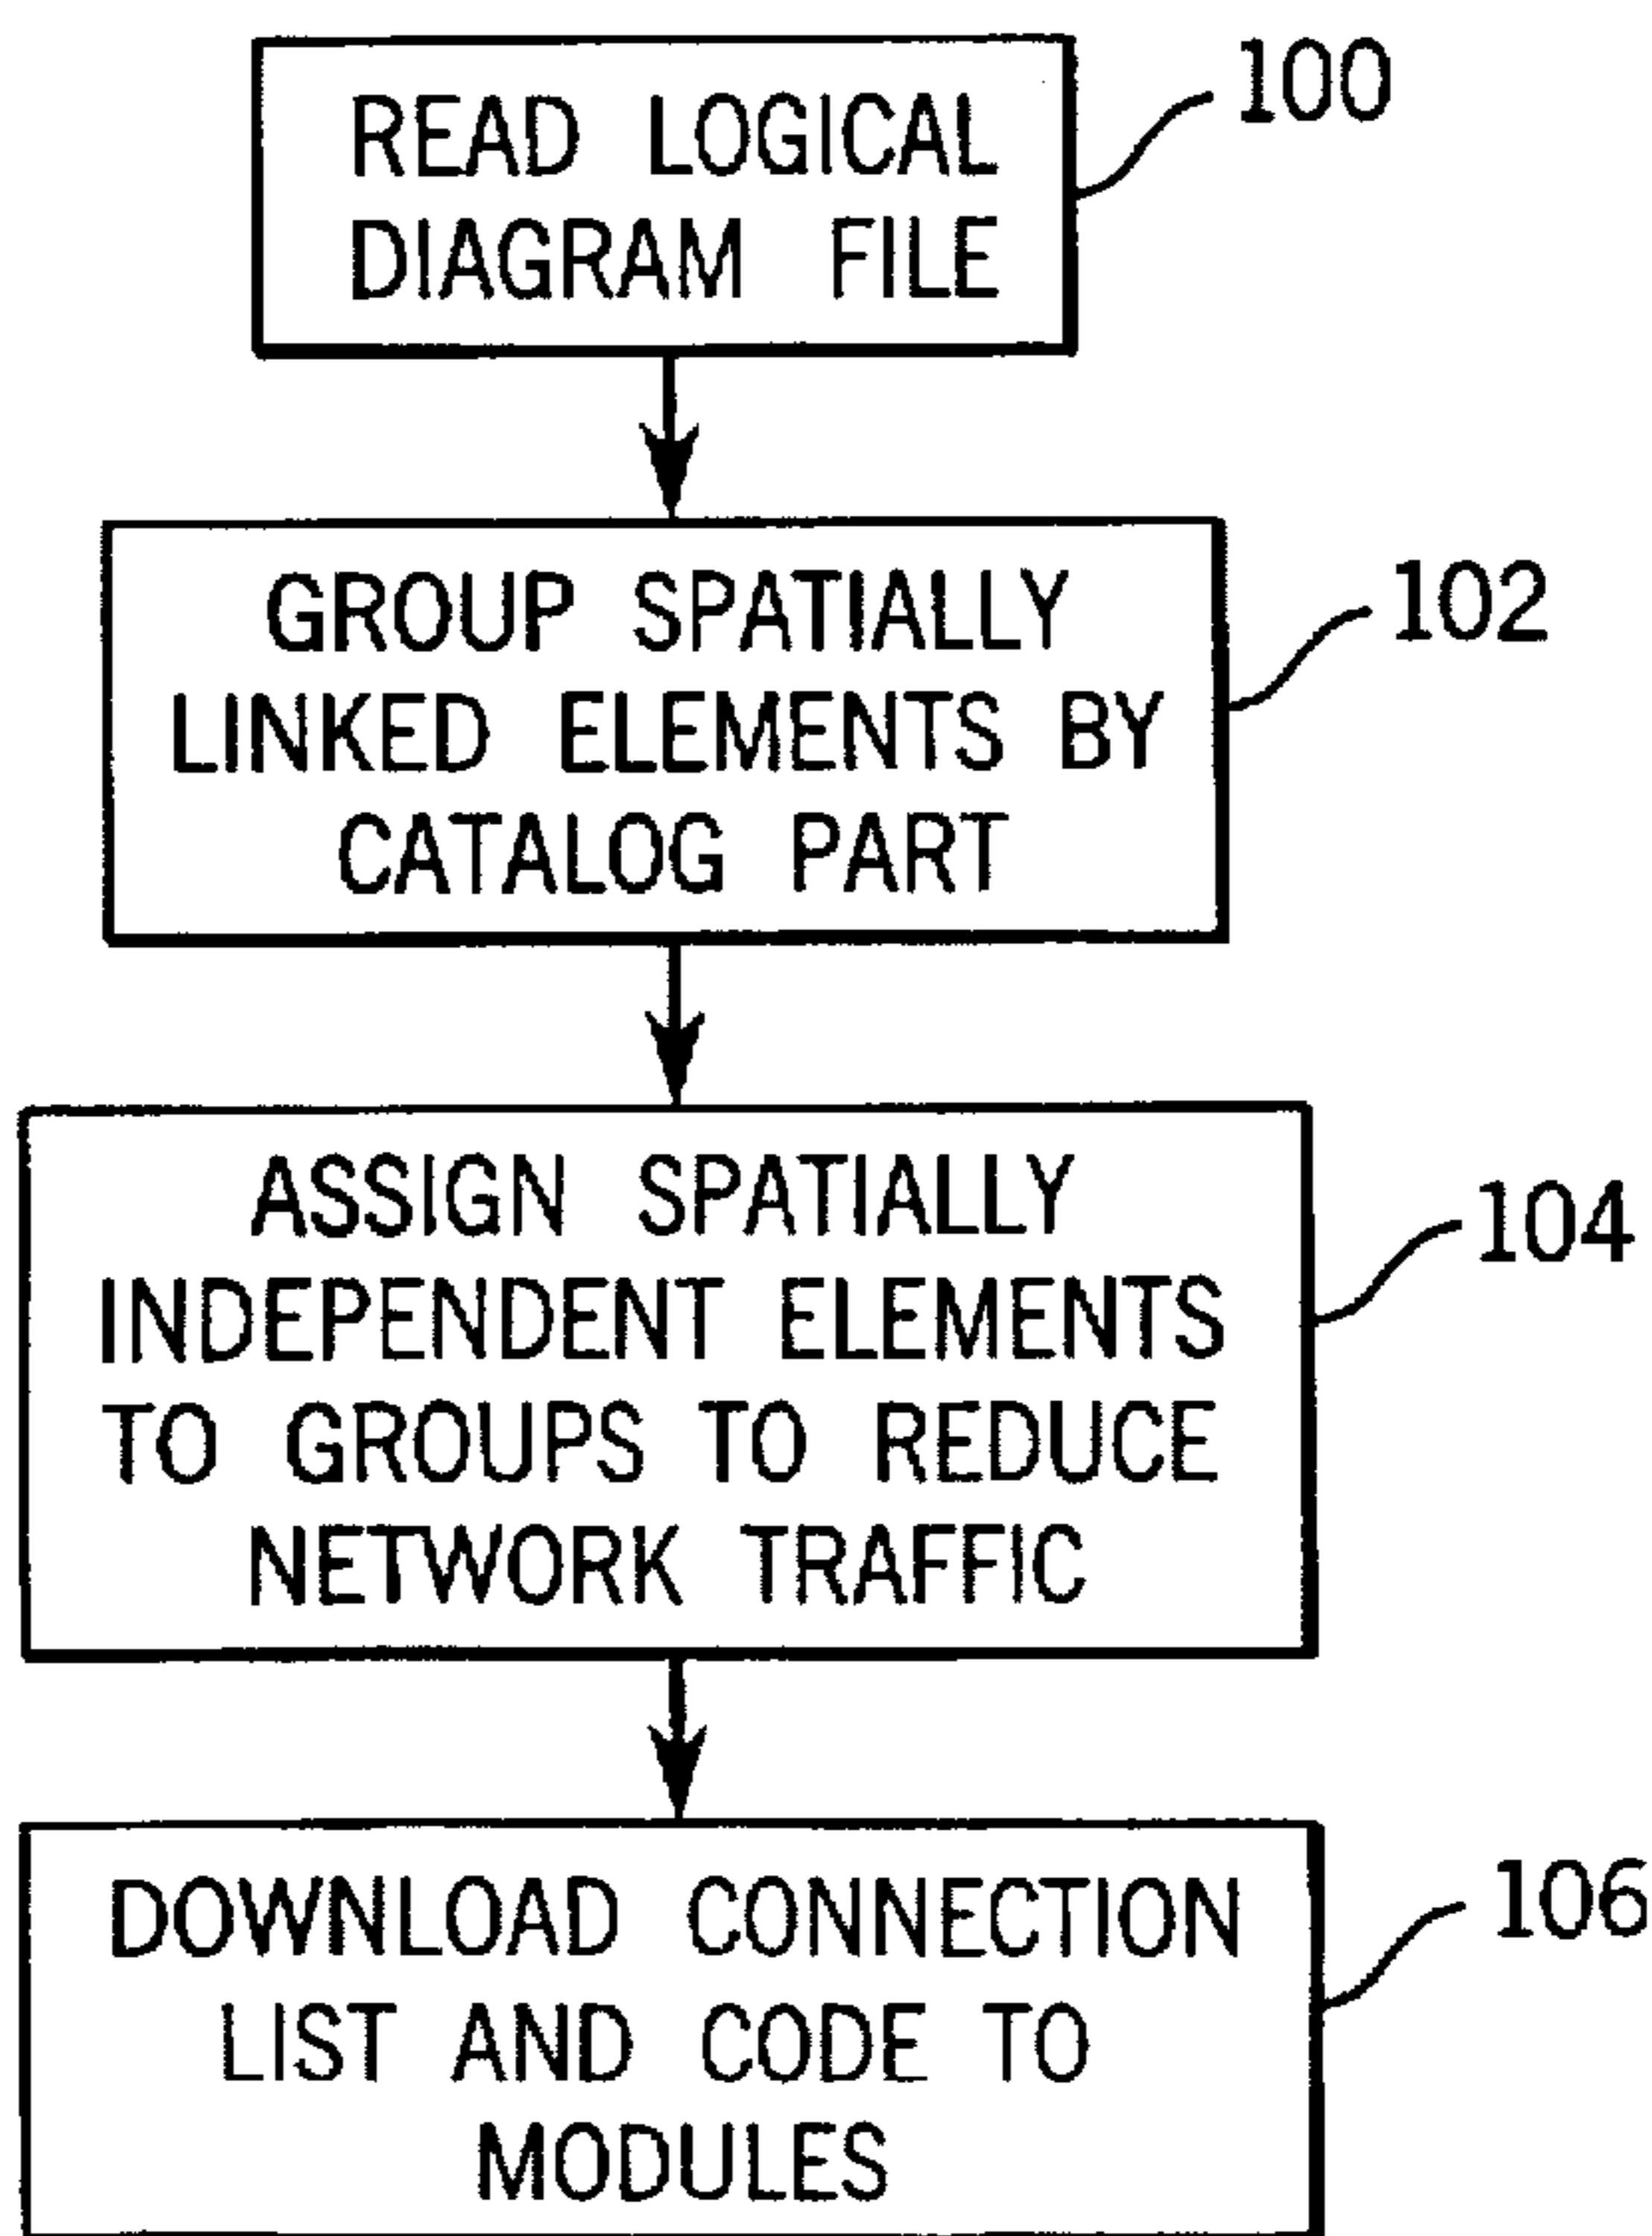 READ LOGICAL
DIAGRAM FILE
100
GROUP SPATIALLY
LINKED ELEMENTS BY
CATALOG PART
102
ASSIGN SPATIALLY
INDEPENDENT ELEMENTS
TO GROUPS TO REDUCE
NETWORK TRAFFIC
104
DOWNLOAD CONNECTION
LIST AND CODE TO
MODULES
106